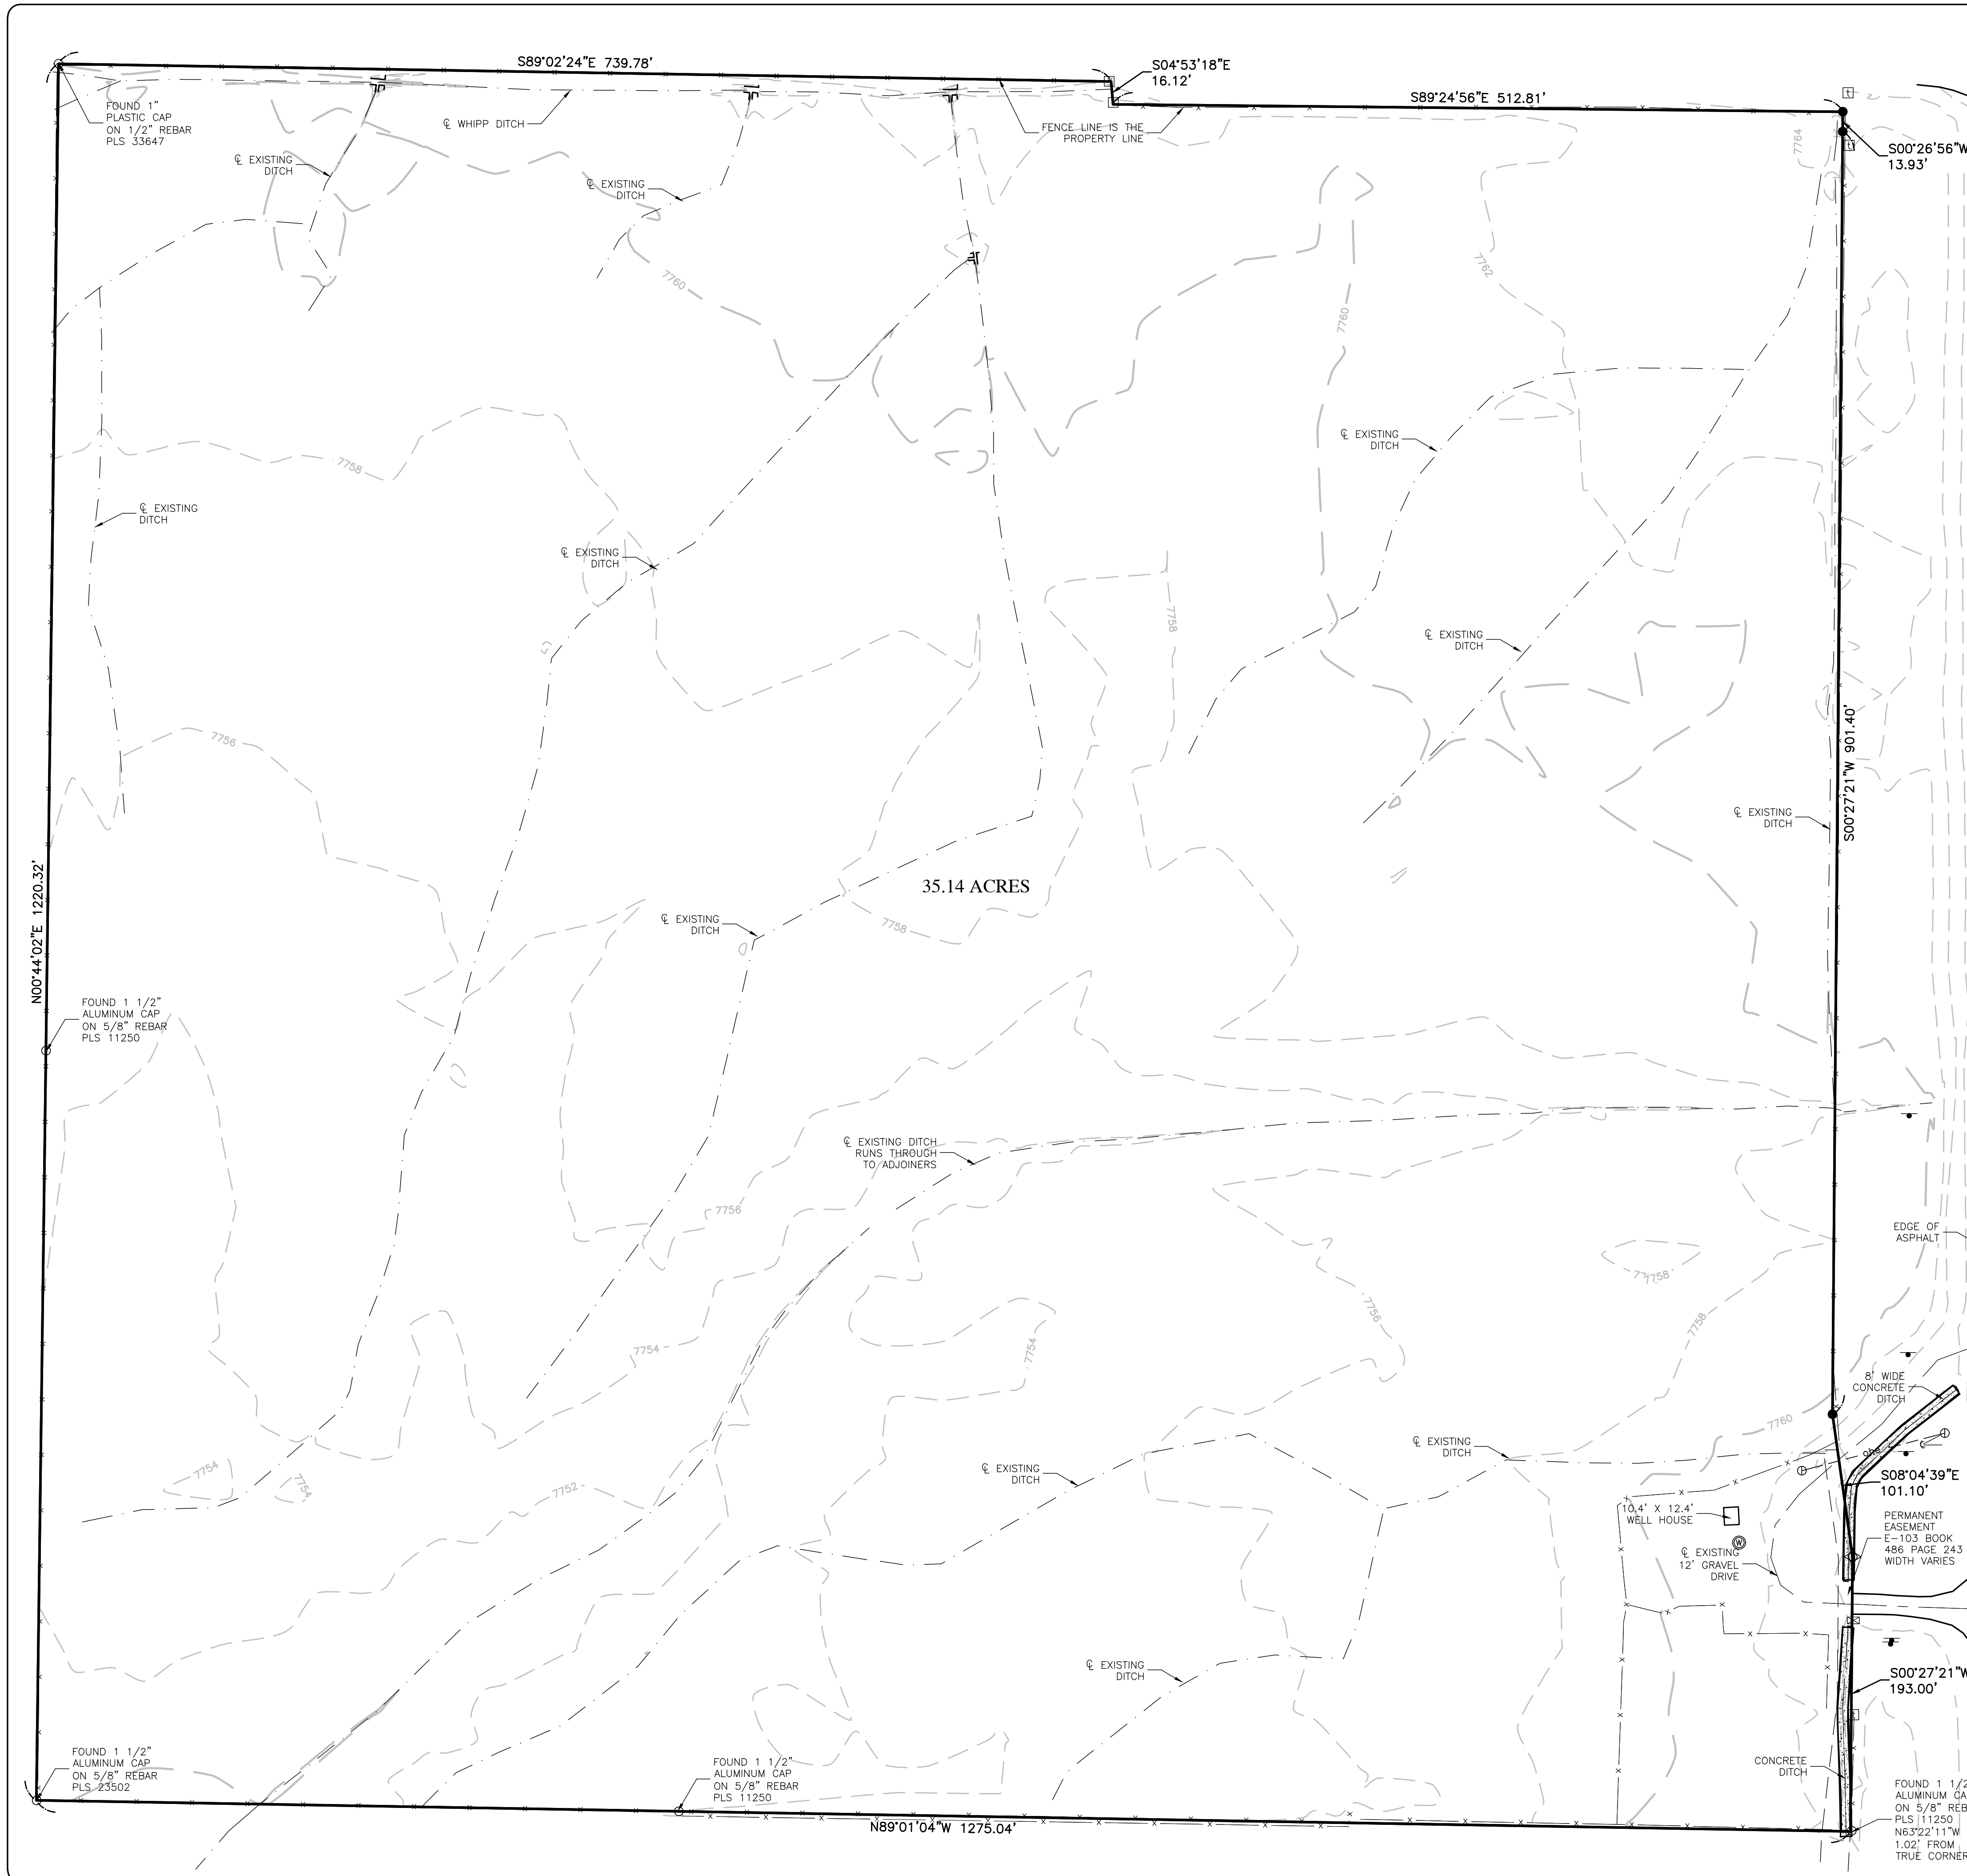 S89°02'24"E 739.78'
S04°53'18"E
16.12'
S89°24'56"E 512.81'
FOUND 1"
PLASTIC CAP
ON 1/2" REBAR
PLS 33647
℄ WHIPP DITCH
FENCE LINE IS THE
PROPERTY LINE
7764
S00°26'56"W
13.93'
℄ EXISTING
DITCH
℄ EXISTING
DITCH
7760
7762
7760
℄ EXISTING
DITCH
7758
℄ EXISTING
DITCH
℄ EXISTING
DITCH
7758
℄ EXISTING
DITCH
7756
S00°27'21"W 901.40'
℄ EXISTING
DITCH
N00°44'02"E 1220.32'
35.14 ACRES
℄ EXISTING
DITCH
7758
FOUND 1 1/2"
ALUMINUM CAP
ON 5/8" REBAR
PLS 11250
℄ EXISTING DITCH
RUNS THROUGH
TO ADJOINERS
7756
EDGE OF
ASPHALT
7758
7756
7758
7754
7754
8' WIDE
CONCRETE
DITCH
7760
℄ EXISTING
DITCH
ohe
7754
7754
℄ EXISTING
DITCH
7752
S08°04'39"E
101.10'
10.4' X 12.4'
WELL HOUSE
W
PERMANENT
EASEMENT
E-103 BOOK
486 PAGE 243
WIDTH VARIES
℄ EXISTING
12' GRAVEL
DRIVE
℄ EXISTING
DITCH
S00°27'21"W
193.00'
FOUND 1 1/2"
ALUMINUM CAP
ON 5/8" REBAR
PLS 23502
FOUND 1 1/2"
ALUMINUM CAP
ON 5/8" REBAR
PLS 11250
CONCRETE
DITCH
N89°01'04"W 1275.04'
FOUND 1 1/2
ALUMINUM CA
ON 5/8" REB
PLS 11250
N63°22'11"W
1.02' FROM
TRUE CORNER